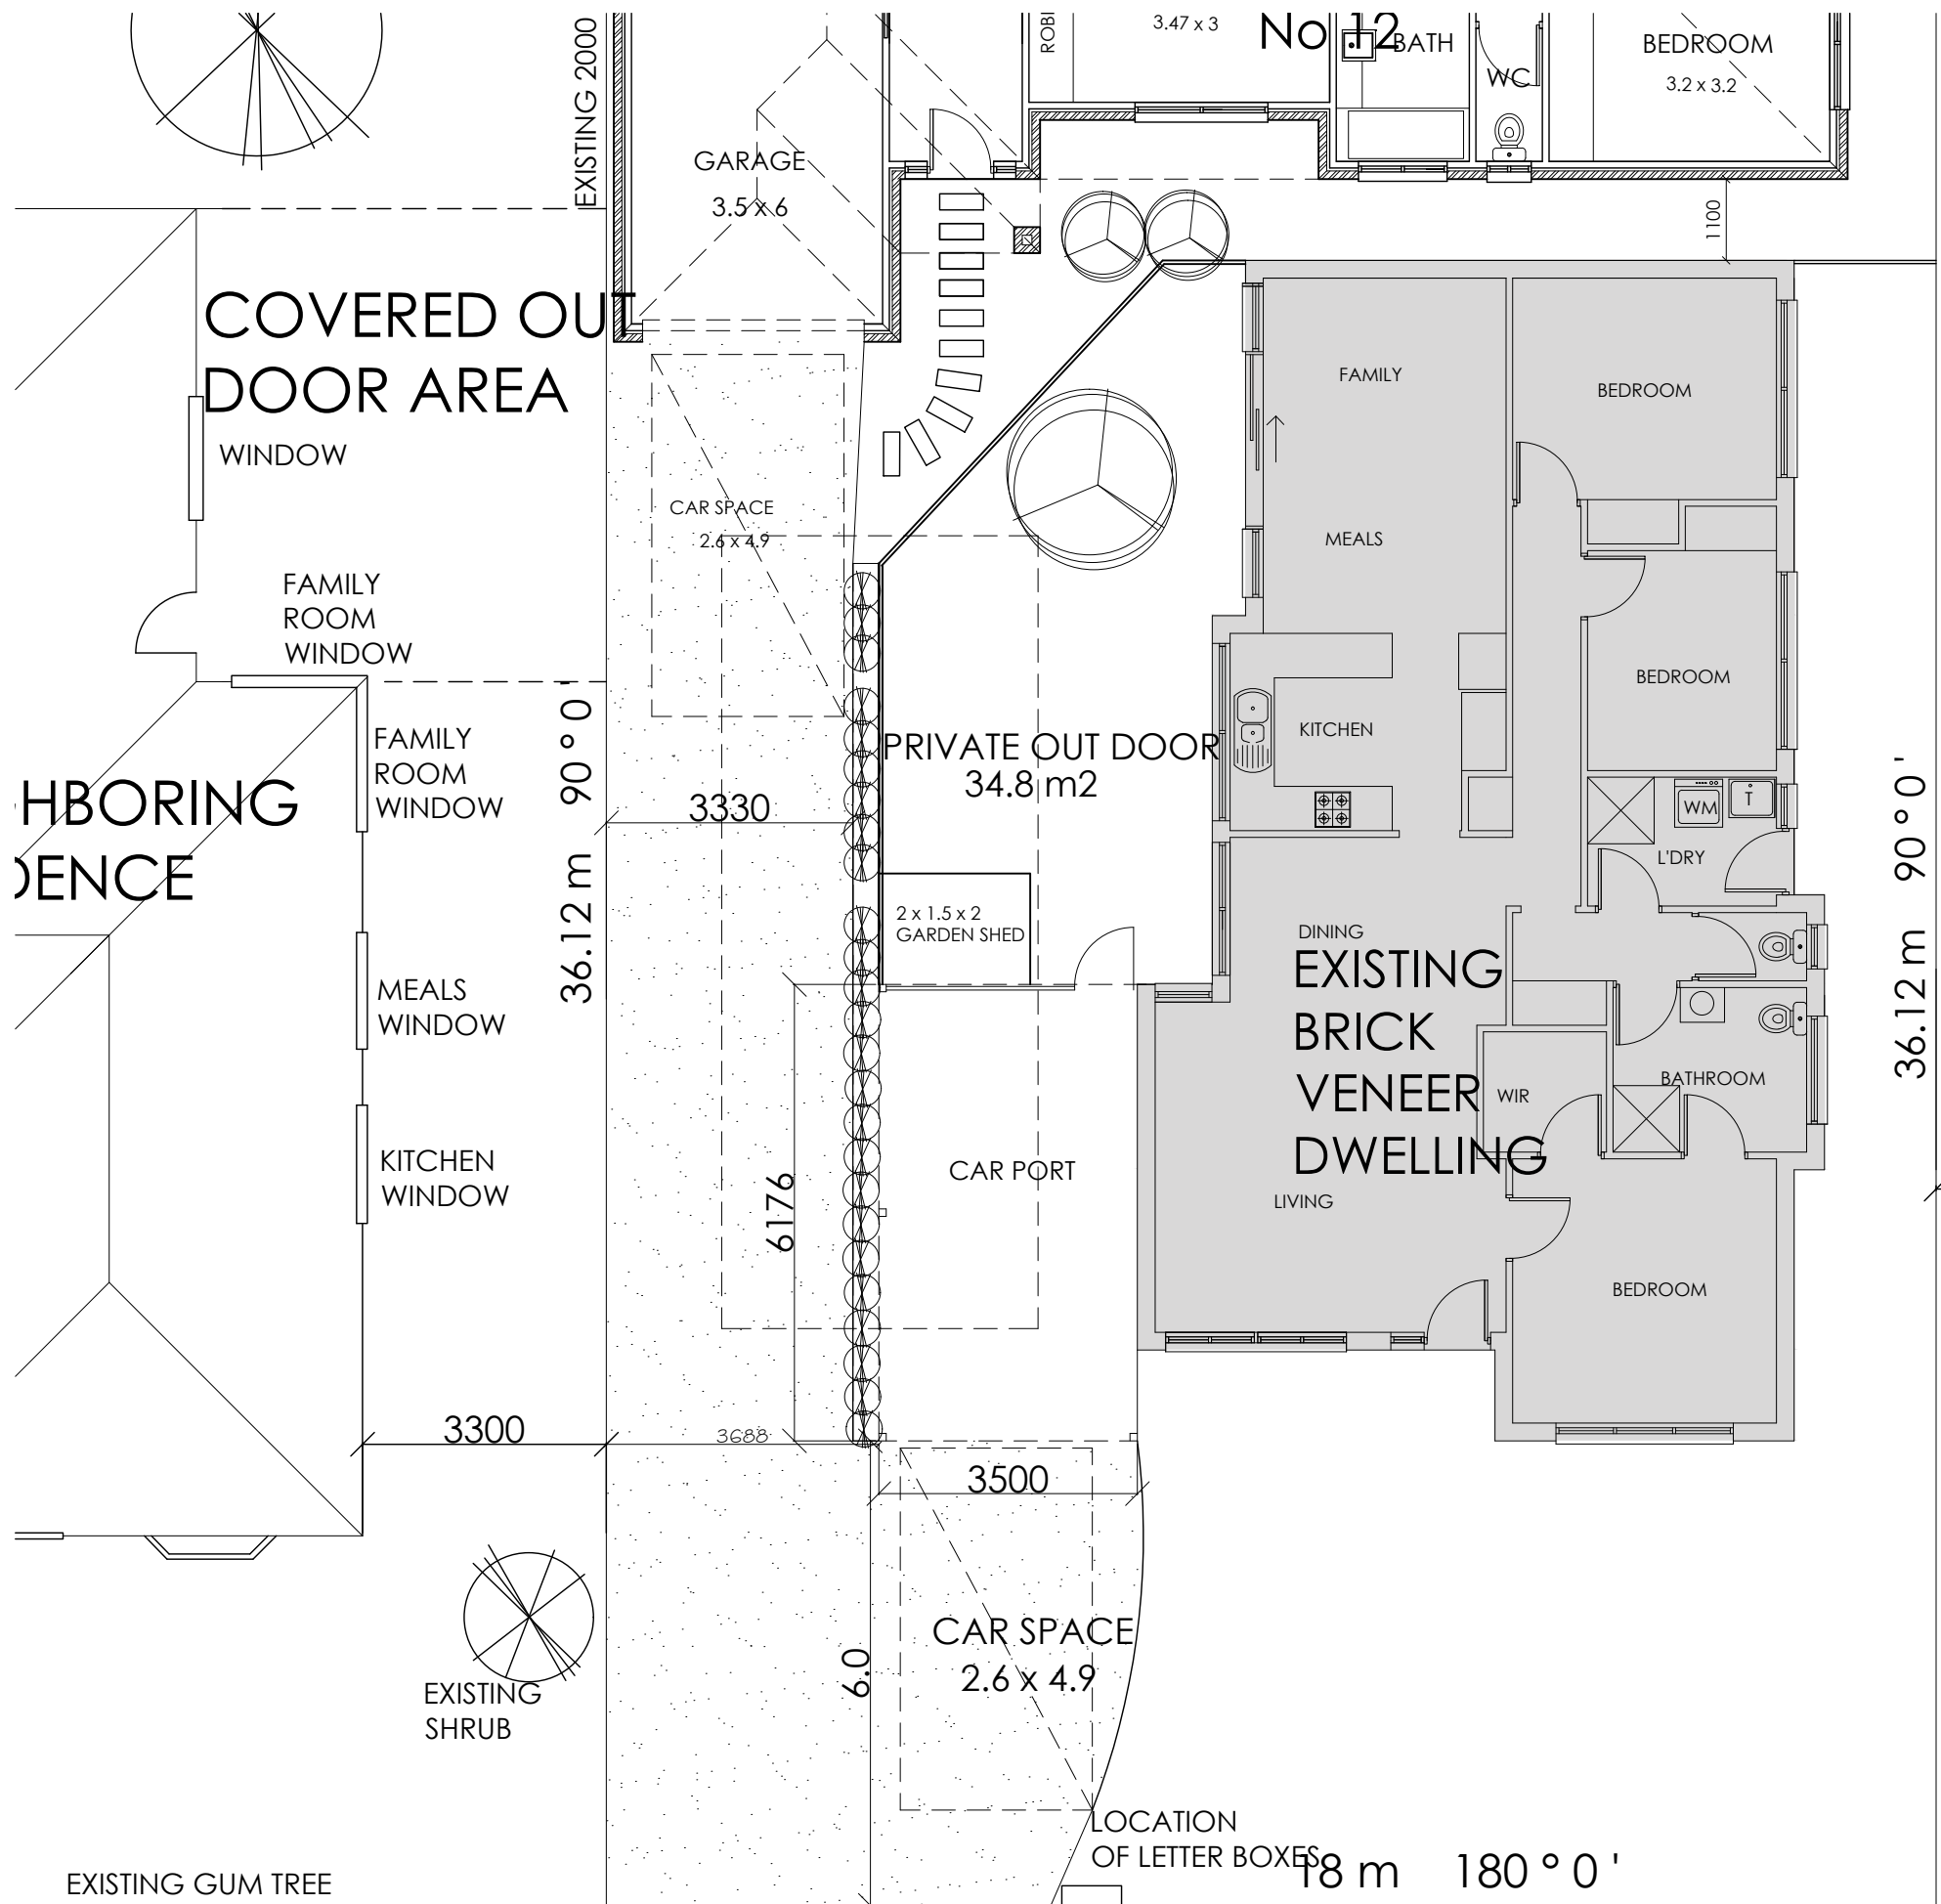 EXISTING 2000
ROBI
3.47 x 3
No 12
BATH
WC
BEDROOM
3.2 x 3.2
GARAGE
3.5 x 6
1100
COVERED OUT
DOOR AREA
WINDOW
FAMILY
BEDROOM
CAR SPACE
2.6 x 4.9
MEALS
FAMILY
ROOM
WINDOW
BEDROOM
FAMILY
ROOM
WINDOW
36.12 m 90 ° 0 '
PRIVATE OUT DOOR
34.8 m2
KITCHEN
HBORING
DENCE
3330
WM
T
L'DRY
36.12 m 90 ° 0 '
2 x 1.5 x 2
GARDEN SHED
DINING
EXISTING
BRICK
VENEER
DWELLING
MEALS
WINDOW
BATHROOM
WIR
KITCHEN
WINDOW
6176
CAR PORT
LIVING
BEDROOM
3300
3688
3500
CAR SPACE
2.6 x 4.9
6.0
EXISTING
SHRUB
LOCATION
OF LETTER BOXES
18 m 180 ° 0 '
EXISTING GUM TREE